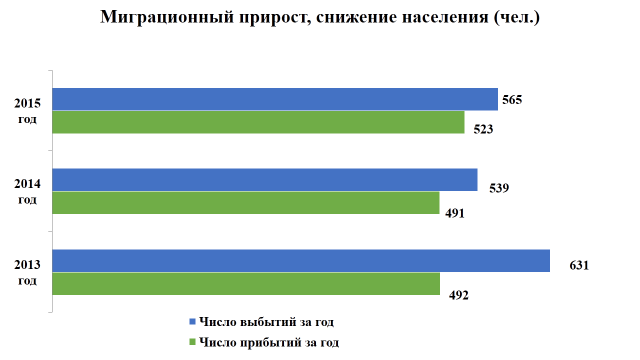 Миграционный прирост, снижение населения (чел.)
2015
год
565
523
2014
год
539
491
2013
год
631
492
Число выбытий за год
Число прибытий за год